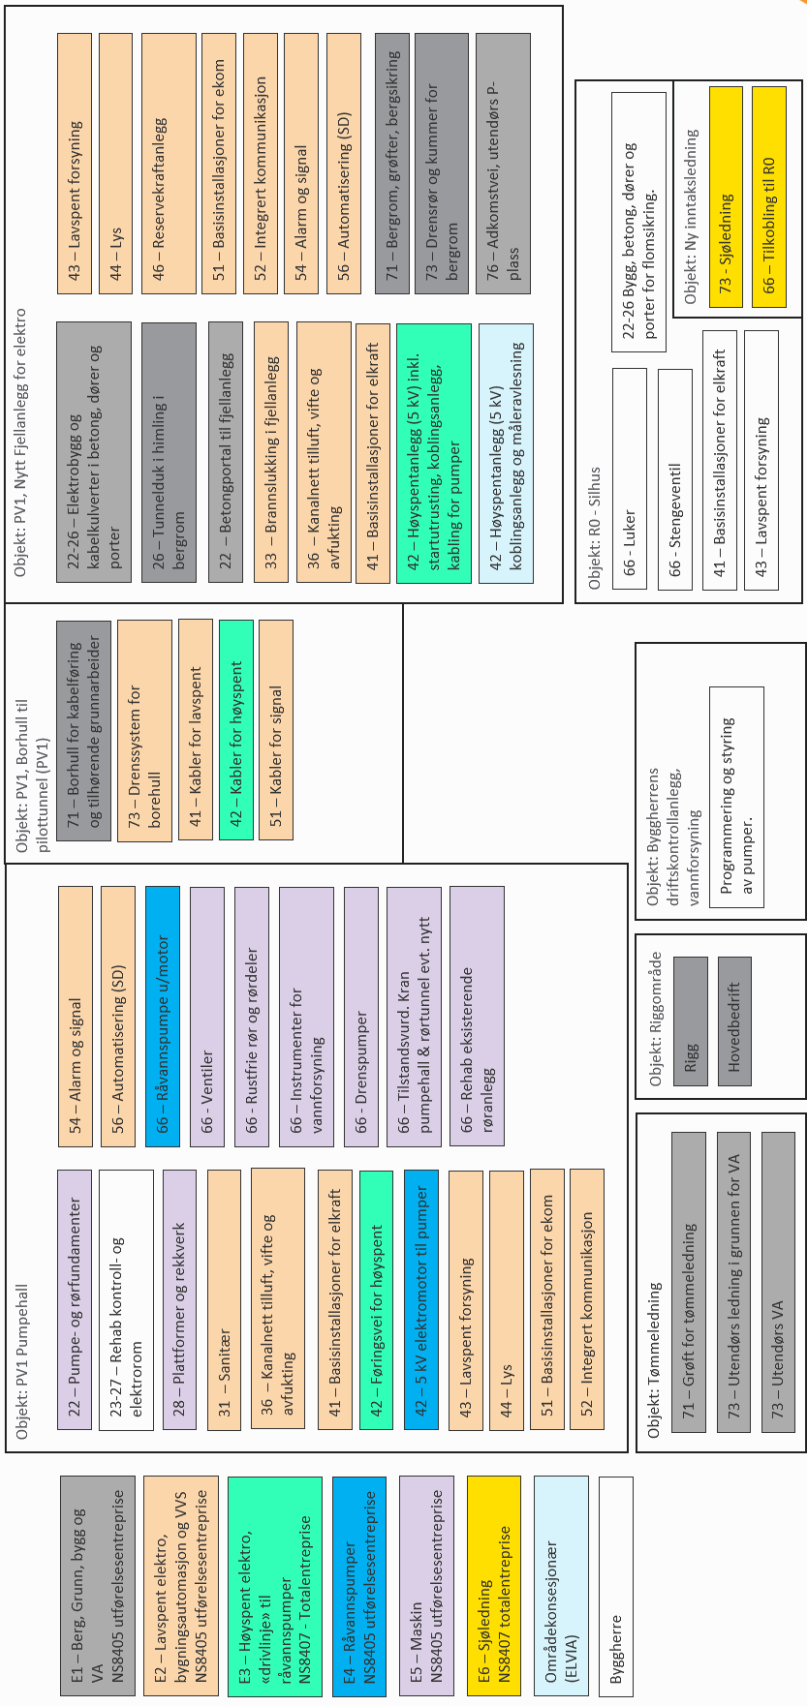 E1 – Berg, Grunn, bygg og
VA
NS8405 utførelsesentreprise
E2 – Lavspent elektro,
bygningsautomasjon og VVS
NS8405 utførelsesentreprise
E3 – Høyspent elektro,
«drivlinje» til
råvannspumper
NS8407 - Totalentreprise
E4 – Råvannspumper
NS8405 utførelsesentreprise
E5 – Maskin
NS8405 utførelsesentreprise
E6 – Sjøledning
NS8407 totalentreprise
Områdekonsesjonær
(ELVIA)
Byggherre
Objekt: PV1 Pumpehall
22 – Pumpe- og rørfundamenter
23-27 – Rehab kontroll- og
elektrorom
28 – Plattformer og rekkverk
31 – Sanitær
36 – Kanalnett tilluft, vifte og
avfukting
41 – Basisinstallasjoner for elkraft
42 – Føringsvei for høyspent
42 – 5 kV elektromotor til pumper
43 – Lavspent forsyning
44 – Lys
51 – Basisinstallasjoner for ekom
52 – Integrert kommunikasjon
54 – Alarm og signal
56 – Automatisering (SD)
66 – Råvannspumpe u/motor
66 - Ventiler
66 - Rustfrie rør og rørdeler
66 – Instrumenter for
vannforsyning
66 - Drenspumper
66 – Tilstandsvurd. Kran
pumpehall & rørtunnel evt. nytt
66 – Rehab eksisterende
røranlegg
Objekt: PV1, Borhull til
pilottunnel (PV1)
71 – Borhull for kabelføring
og tilhørende grunnarbeider
73 – Drenssystem for
borehull
41 – Kabler for lavspent
42 – Kabler for høyspent
51 – Kabler for signal
Objekt: PV1, Nytt Fjellanlegg for elektro
22-26 – Elektrobygg og
kabelkulverter i betong, dører og
porter
26 – Tunnelduk i himling i
bergrom
22 – Betongportal til fjellanlegg
33 – Brannslukking i fjellanlegg
36 – Kanalnett tilluft, vifte og
avfukting
41 – Basisinstallasjoner for elkraft
42 – Høyspentanlegg (5 kV) inkl.
startutrusting, koblingsanlegg,
kabling for pumper
42 – Høyspentanlegg (5 kV)
koblingsanlegg og måleravlesning
43 – Lavspent forsyning
44 – Lys
46 – Reservekraftanlegg
51 – Basisinstallasjoner for ekom
52 – Integrert kommunikasjon
54 – Alarm og signal
56 – Automatisering (SD)
71 – Bergrom, grøfter, bergsikring
73 – Drensrør og kummer for
bergrom
76 – Adkomstvei, utendørs P-
plass
Objekt: Tømmeledning
71 – Grøft for tømmeledning
73 – Utendørs ledning i grunnen for VA
73 – Utendørs VA
Objekt: Riggområde
Rigg
Hovedbedrift
Objekt: Byggherrens
driftskontrollanlegg,
vannforsyning
Programmering og styring
av pumper.
Objekt: R0 - Silhus
66 - Luker
66 - Stengeventil
41 – Basisinstallasjoner for elkraft
43 – Lavspent forsyning
22-26 Bygg, betong, dører og
porter for flomsikring.
Objekt: Ny inntaksledning
73 - Sjøledning
66 – Tilkobling til R0